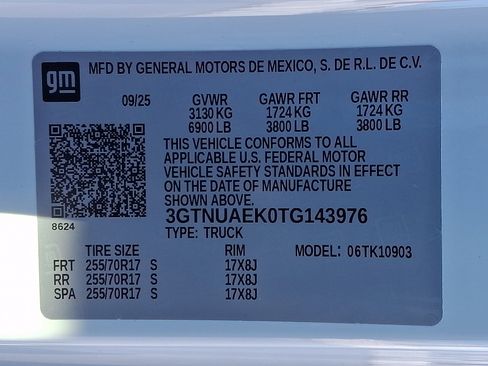 gm
MFD BY GENERAL MOTORS DE MEXICO, S. DE R.L. DE C.V.
09/25 GVWR GAWR FRT GAWR RR
3130 KG 1724 KG 1724 KG
6900 LB 3800 LB 3800 LB
THIS VEHICLE CONFORMS TO ALL
APPLICABLE U.S. FEDERAL MOTOR
VEHICLE SAFETY STANDARDS IN EFFECT
ON THE DATE OF MANUFACTURE
SHOWN ABOVE.
3GTNUAEK0TG143976
8624
TYPE: TRUCK
TIRE SIZE RIM MODEL: 06TK10903
FRT 255/70R17 S 17X8J
RR 255/70R17 S 17X8J
SPA 255/70R17 S 17X8J